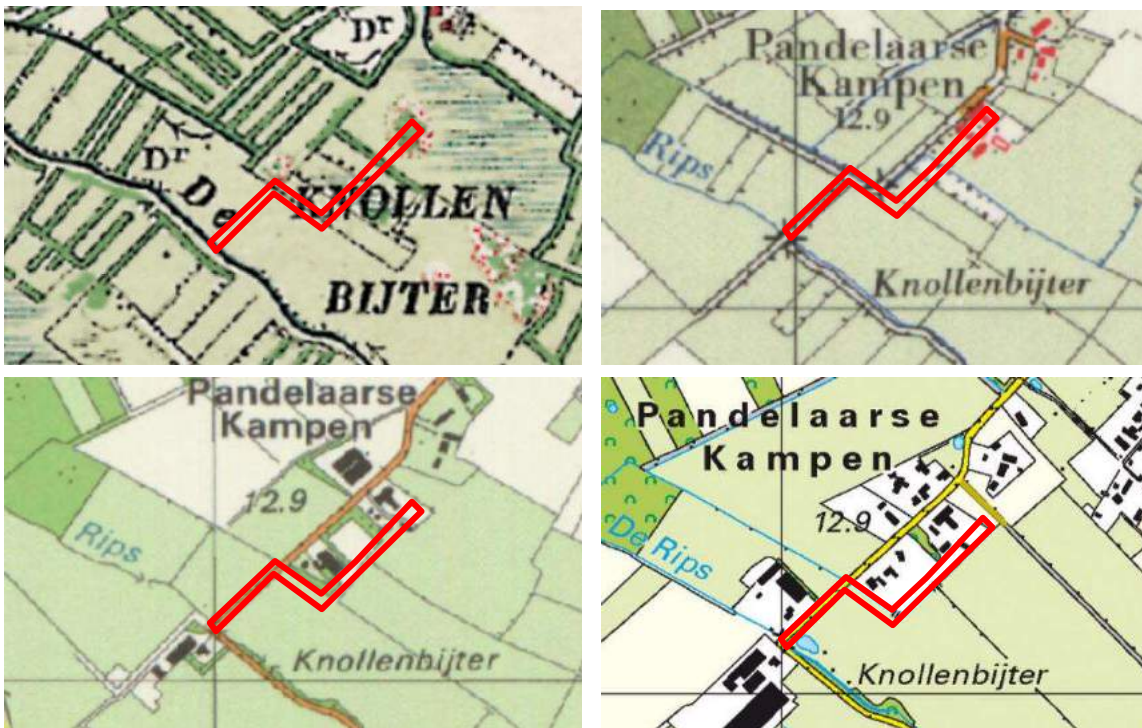 Dr
Dr
De
KNOLLEN
BIJTER
Pandelaarse
Kampen
12.9
Rips
Knollenbijter
Pandelaarse
Kampen
12.9
Rips
Knollenbijter
Pandelaarse
Kampen
12.9
De Rips
Knollenbijter